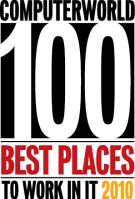 COMPUTERWORLD
100
BEST PLACES
TO WORK IN IT 2010